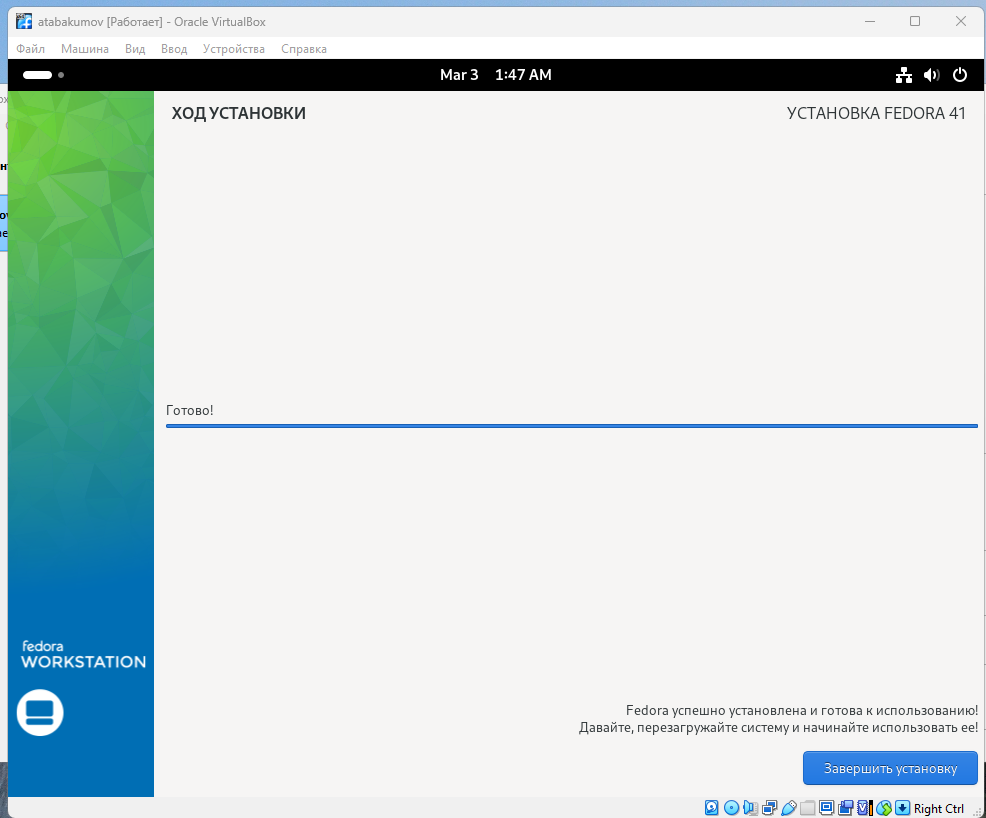 atabakumov [Работает] - Oracle VirtualBox
Файл Машина Вид Ввод Устройства Справка
Mar 3 1:47 AM
ХОД УСТАНОВКИ
УСТАНОВКА FEDORA 41
Готово!
fedora
WORKSTATION
Fedora успешно установлена и готова к использованию!
Давайте, перезагружайте систему и начинайте использовать ее!
Завершить установку
Right Ctrl